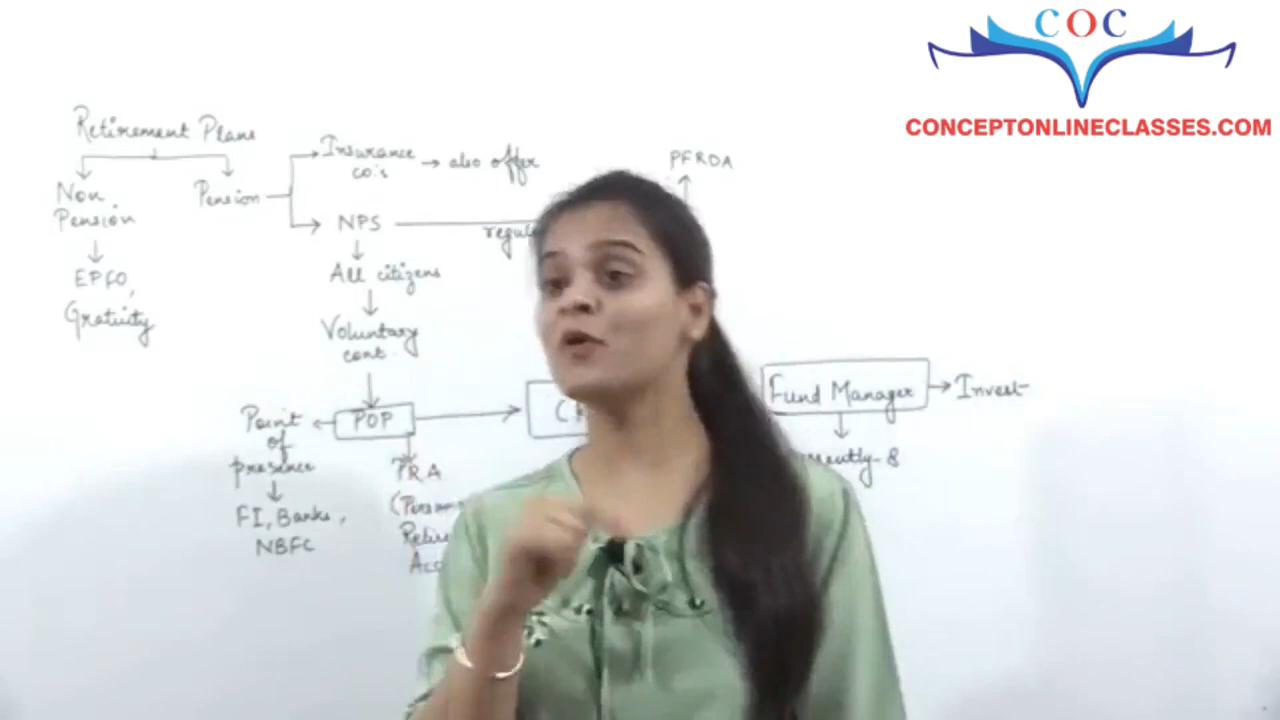 COC
CONCEPTONLINECLASSES.COM
Retirement Plans
Non
Pension
EPFO,
Gratuity
Pension
Insurance
co's
also offer
NPS
PFRDA
All citizens
Voluntary
cont.
POP
Point
of
presence
FI, Banks,
NBFC
PRA
Fund Manager
Invest